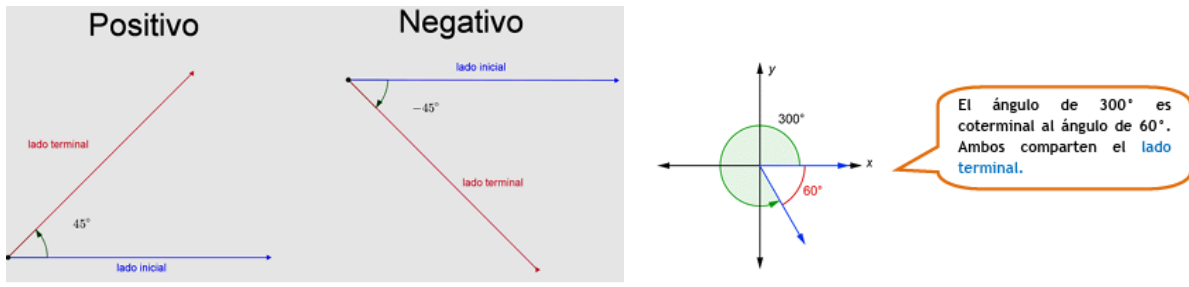 Positivo
lado terminal
45°
lado inicial
Negativo
lado inicial
−45°
lado terminal
y
300°
x
60°
El ángulo de 300° es
coterminal al ángulo de 60°.
Ambos comparten el lado
terminal.